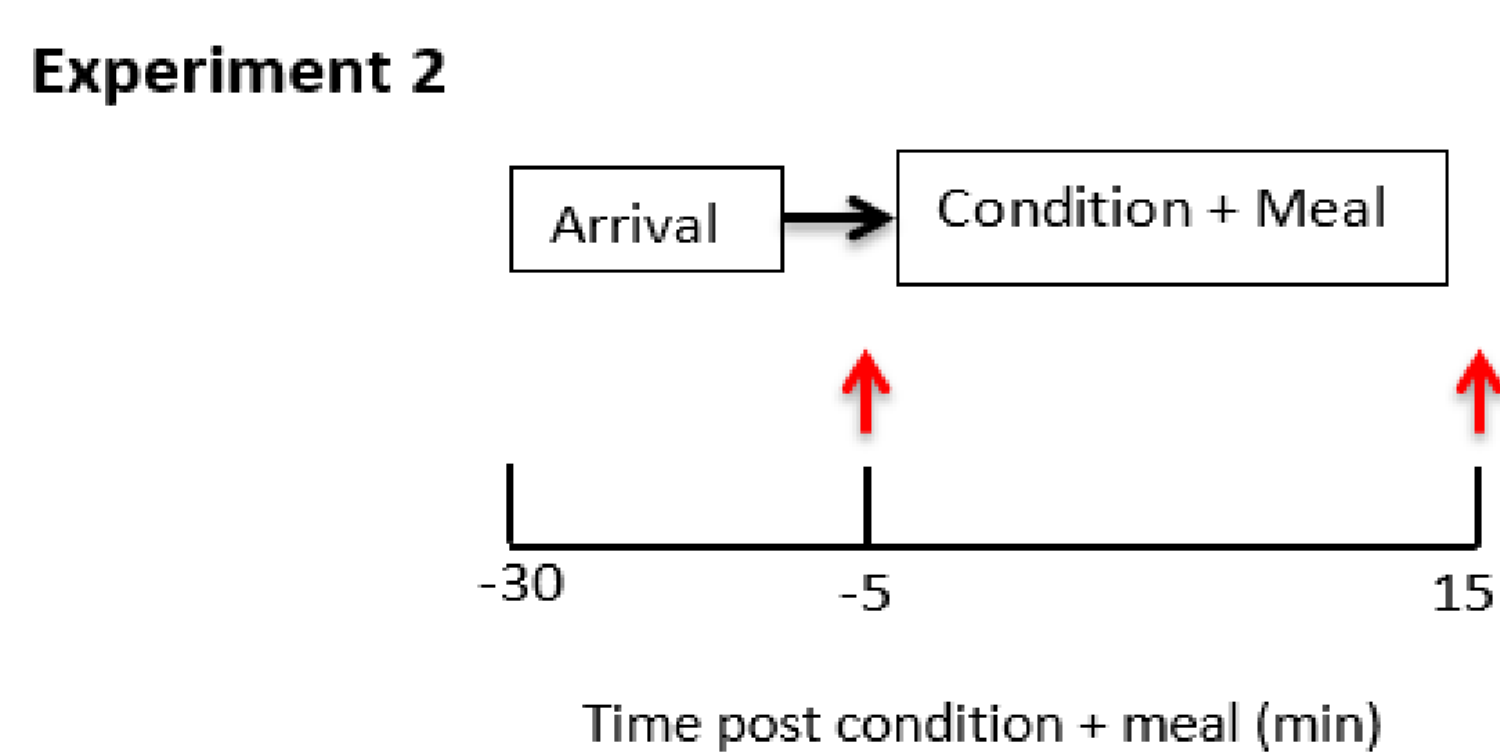 Experiment 2
Arrival
Condition + Meal
-30
-5
15
Time post condition + meal (min)